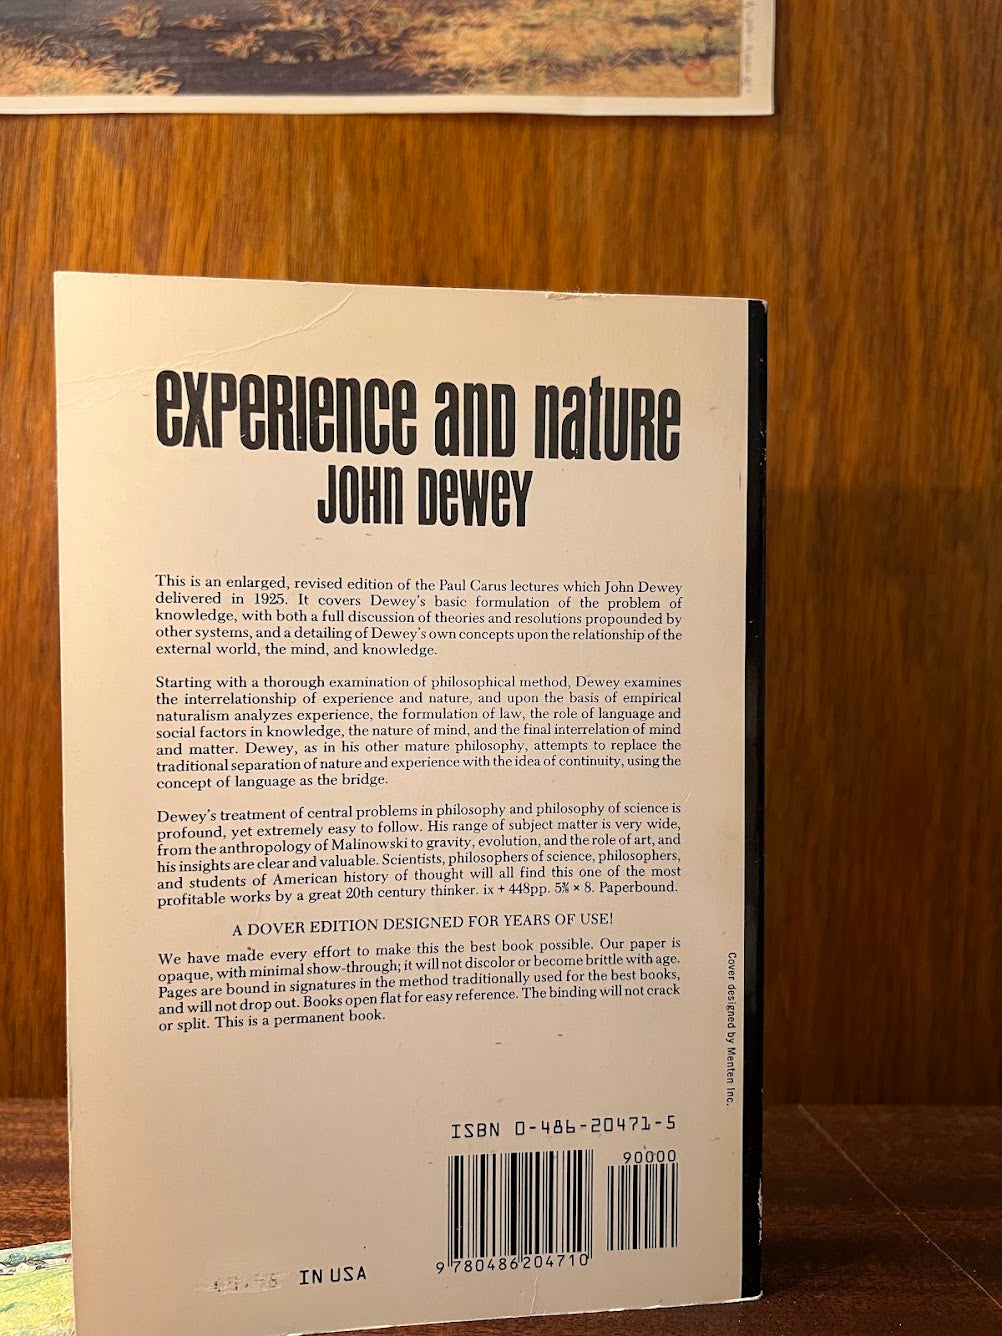 experience and nature
John Dewey
This is an enlarged, revised edition of the Paul Carus lectures which John Dewey
delivered in 1925. It covers Dewey's basic formulation of the problem of
knowledge, with both a full discussion of theories and resolutions propounded by
other systems, and a detailing of Dewey's own concepts upon the relationship of the
external world, the mind, and knowledge.
Starting with a thorough examination of philosophical method, Dewey examines
the interrelationship of experience and nature, and upon the basis of empirical
naturalism analyzes experience, the formulation of law, the role of language and
social factors in knowledge, the nature of mind, and the final interrelation of mind
and matter. Dewey, as in his other mature philosophy, attempts to replace the
traditional separation of nature and experience with the idea of continuity, using the
concept of language as the bridge.
Dewey's treatment of central problems in philosophy and philosophy of science is
profound, yet extremely easy to follow. His range of subject matter is very wide,
from the anthropology of Malinowski to gravity, evolution, and the role of art, and
his insights are clear and valuable. Scientists, philosophers of science, philosophers,
and students of American history of thought will all find this one of the most
profitable works by a great 20th century thinker. ix + 448pp. 5⅜ × 8. Paperbound.
A DOVER EDITION DESIGNED FOR YEARS OF USE!
We have made every effort to make this the best book possible. Our paper is
opaque, with minimal show-through; it will not discolor or become brittle with age.
Pages are bound in signatures in the method traditionally used for the best books,
and will not drop out. Books open flat for easy reference. The binding will not crack
or split. This is a permanent book.
Cover designed by Menten Inc.
ISBN 0-486-20471-5
90000
9 780486 204710
IN USA